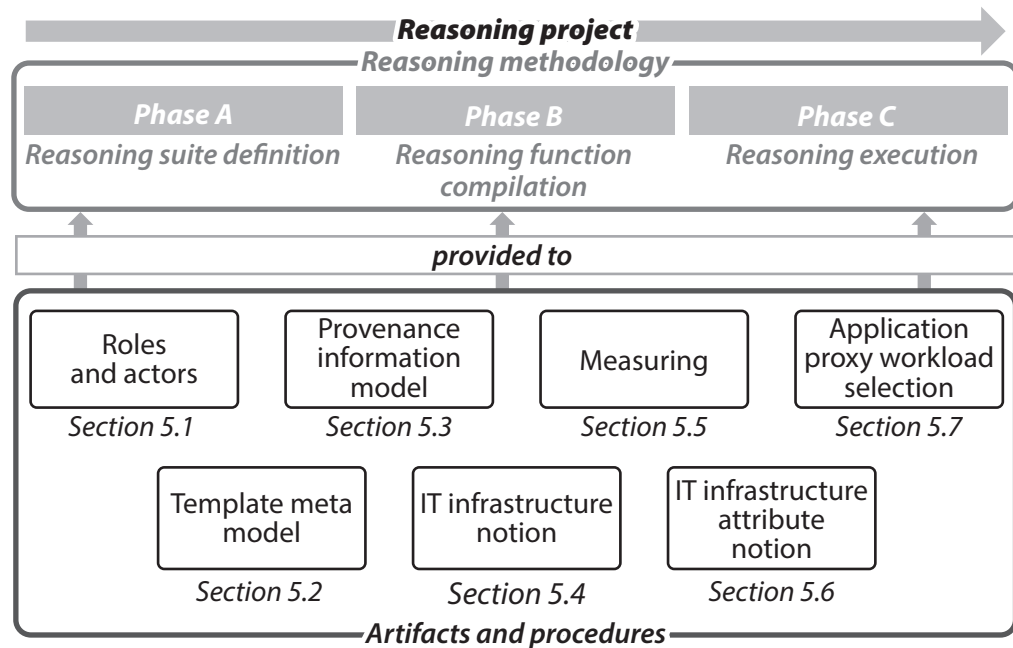 Reasoning project
Reasoning methodology
Phase A
Phase B
Phase C
Reasoning suite definition
Reasoning function
compilation
Reasoning execution
provided to
Roles
and actors
Section 5.1
Provenance
information
model
Section 5.3
Measuring
Section 5.5
Application
proxy workload
selection
Section 5.7
Template meta
model
Section 5.2
IT infrastructure
notion
Section 5.4
IT infrastructure
attribute
notion
Section 5.6
Artifacts and procedures